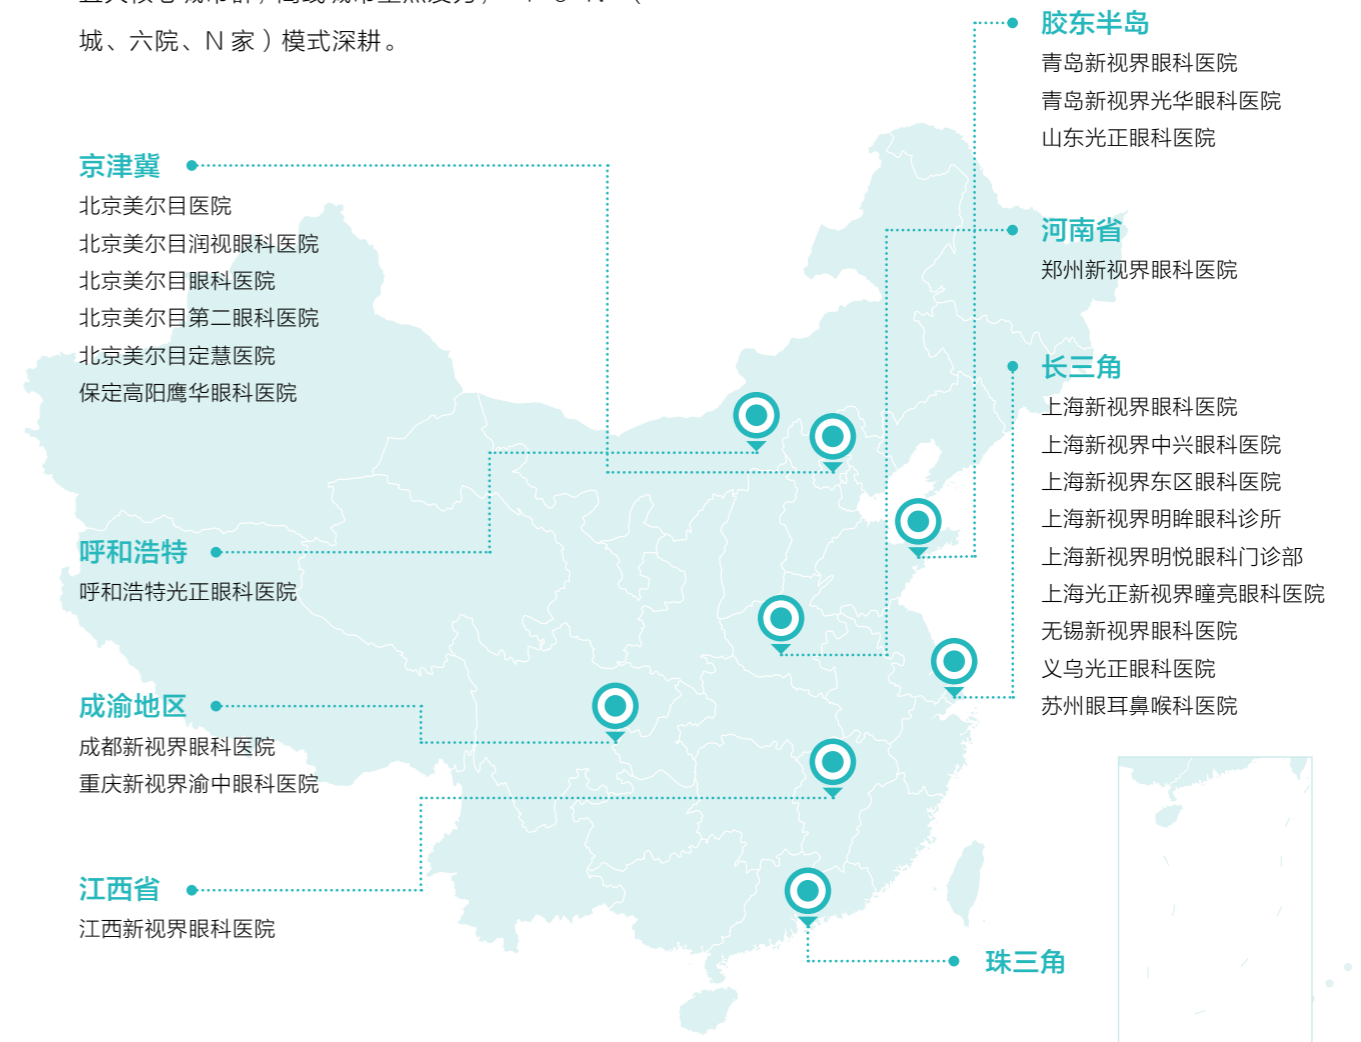 城、六院、N 家 ）模式深耕。
京津冀
北京美尔目医院
北京美尔目润视眼科医院
北京美尔目眼科医院
北京美尔目第二眼科医院
北京美尔目定慧医院
保定高阳鹰华眼科医院
呼和浩特
呼和浩特光正眼科医院
成渝地区
成都新视界眼科医院
重庆新视界渝中眼科医院
江西省
江西新视界眼科医院
胶东半岛
青岛新视界眼科医院
青岛新视界光华眼科医院
山东光正眼科医院
河南省
郑州新视界眼科医院
长三角
上海新视界眼科医院
上海新视界中兴眼科医院
上海新视界东区眼科医院
上海新视界明眸眼科诊所
上海新视界明悦眼科门诊部
上海光正新视界瞳亮眼科医院
无锡新视界眼科医院
义乌光正眼科医院
苏州眼耳鼻喉科医院
珠三角